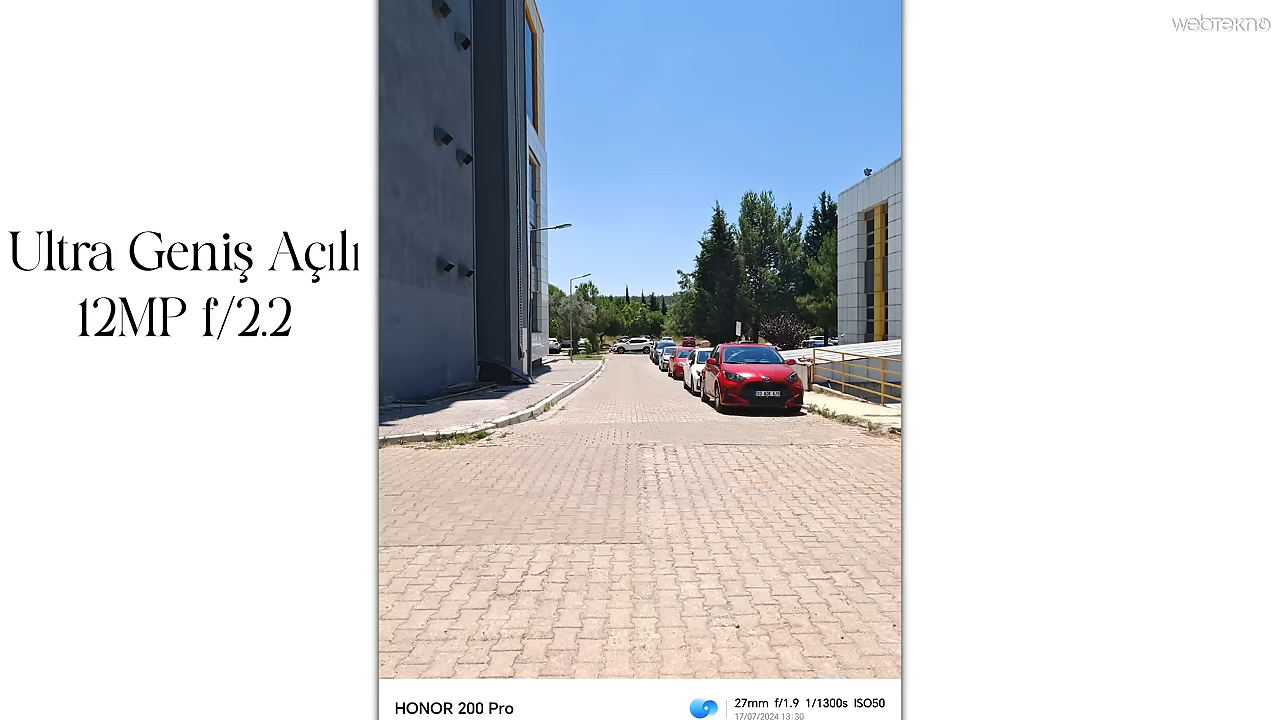 webtekno
Ultra Geniş Açılı
12MP f/2.2
HONOR 200 Pro
27mm f/1.9 1/1300s ISO50
17/07/2024 13:30